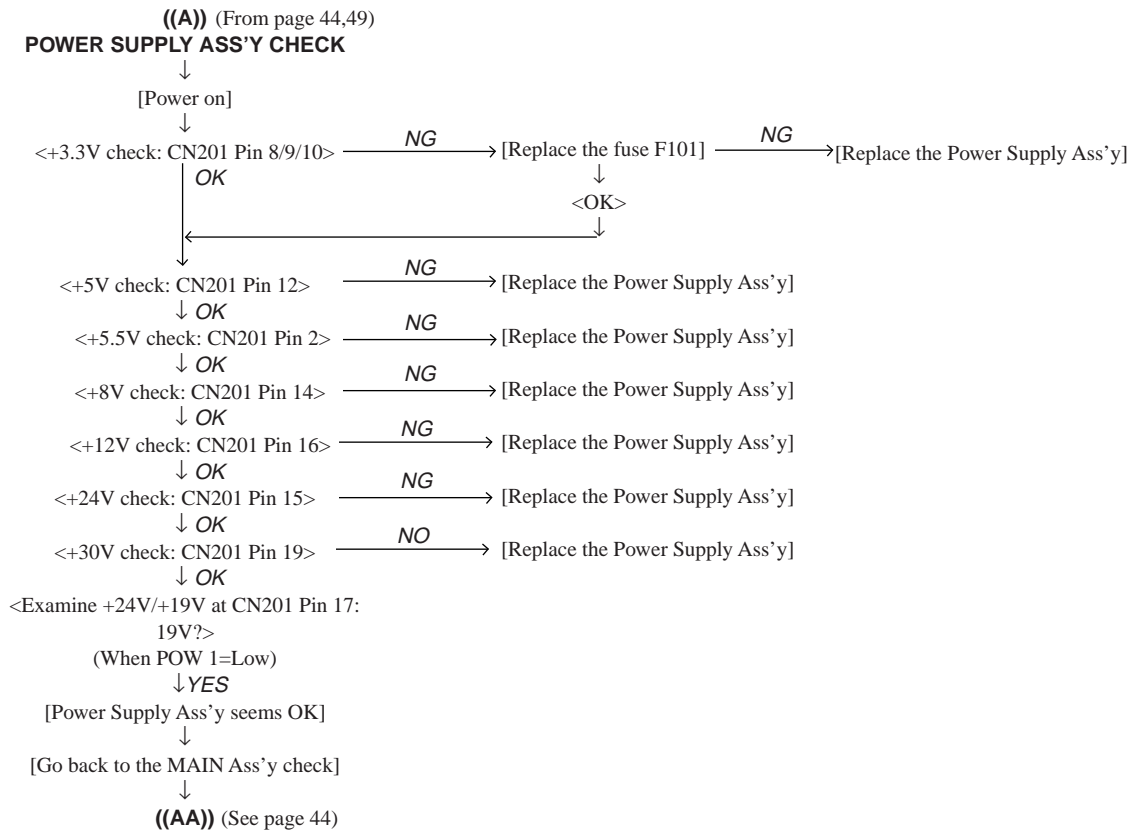 ((A)) (From page 44,49)
POWER SUPPLY ASS’Y CHECK
↓
[Power on]
↓
<+3.3V check: CN201 Pin 8/9/10> NG [Replace the fuse F101] NG [Replace the Power Supply Ass’y]
OK ↓
<OK>
<+5V check: CN201 Pin 12> NG [Replace the Power Supply Ass’y]
↓ OK
<+5.5V check: CN201 Pin 2> NG [Replace the Power Supply Ass’y]
↓ OK
<+8V check: CN201 Pin 14> NG [Replace the Power Supply Ass’y]
↓ OK
<+12V check: CN201 Pin 16> NG [Replace the Power Supply Ass’y]
↓ OK
<+24V check: CN201 Pin 15> NG [Replace the Power Supply Ass’y]
↓ OK
<+30V check: CN201 Pin 19> NO [Replace the Power Supply Ass’y]
↓ OK
<Examine +24V/+19V at CN201 Pin 17:
19V?>
(When POW 1=Low)
↓YES
[Power Supply Ass’y seems OK]
↓
[Go back to the MAIN Ass’y check]
↓
((AA)) (See page 44)